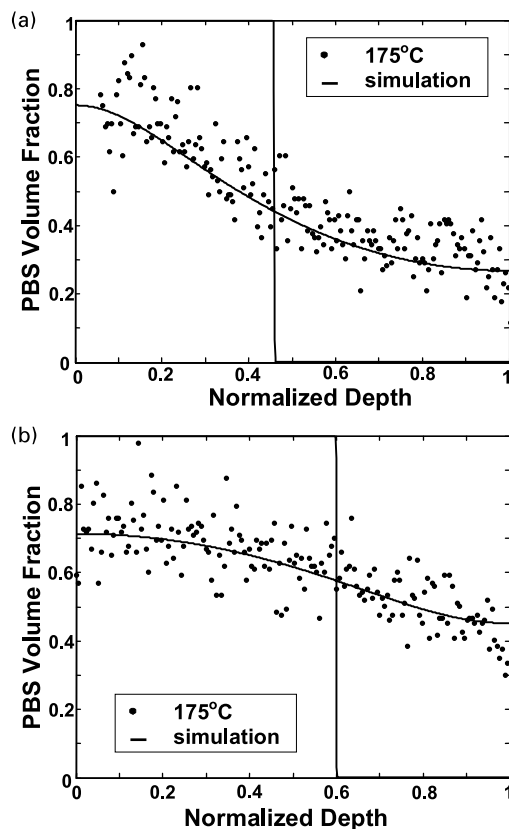 (a)
1
0.8
0.6
0.4
0.2
0
PBS Volume Fraction
175°C
simulation
0 0.2 0.4 0.6 0.8 1
Normalized Depth
(b)
1
0.8
0.6
0.4
0.2
0
PBS Volume Fraction
175°C
simulation
0 0.2 0.4 0.6 0.8 1
Normalized Depth